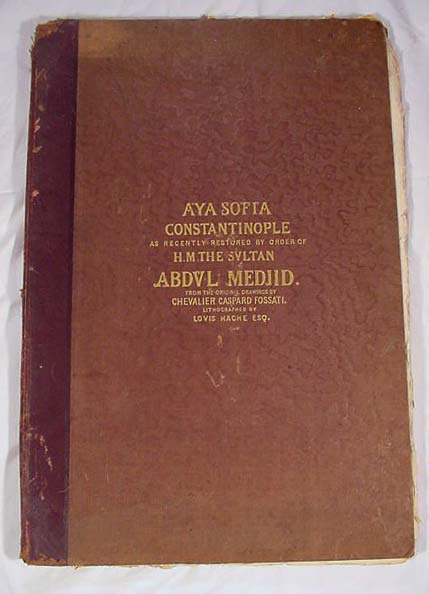 AYA SOFIA
CONSTANTINOPLE
AS RECENTLY RESTORED BY ORDER OF
H.M. THE SVLTAN
ABDVL MEDJID.
FROM THE ORIGINAL DRAWINGS BY
CHEVALIER GASPARD FOSSATI.
LITHOGRAPHED BY
LOVIS HAGHE ESQ.